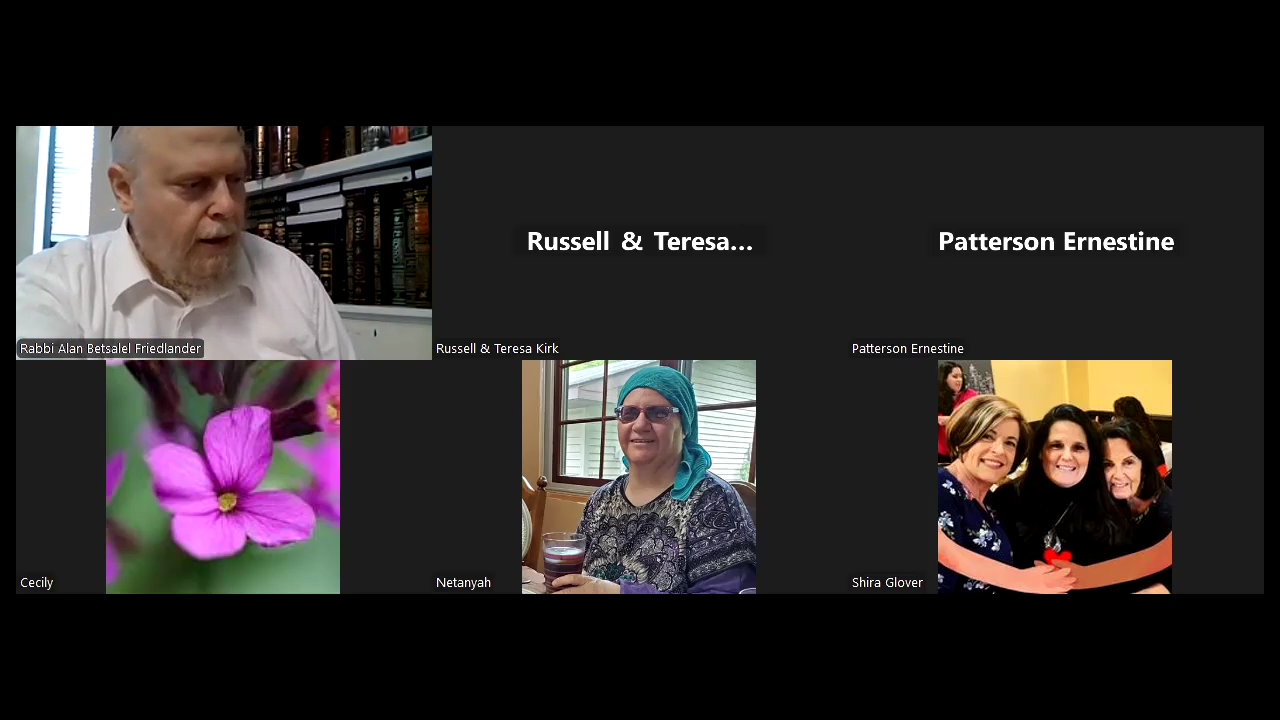 Russell & Teresa...
Patterson Ernestine
Rabbi Alan Betsalel Friedlander
Russell & Teresa Kirk
Patterson Ernestine
Cecily
Netanyah
Shira Glover